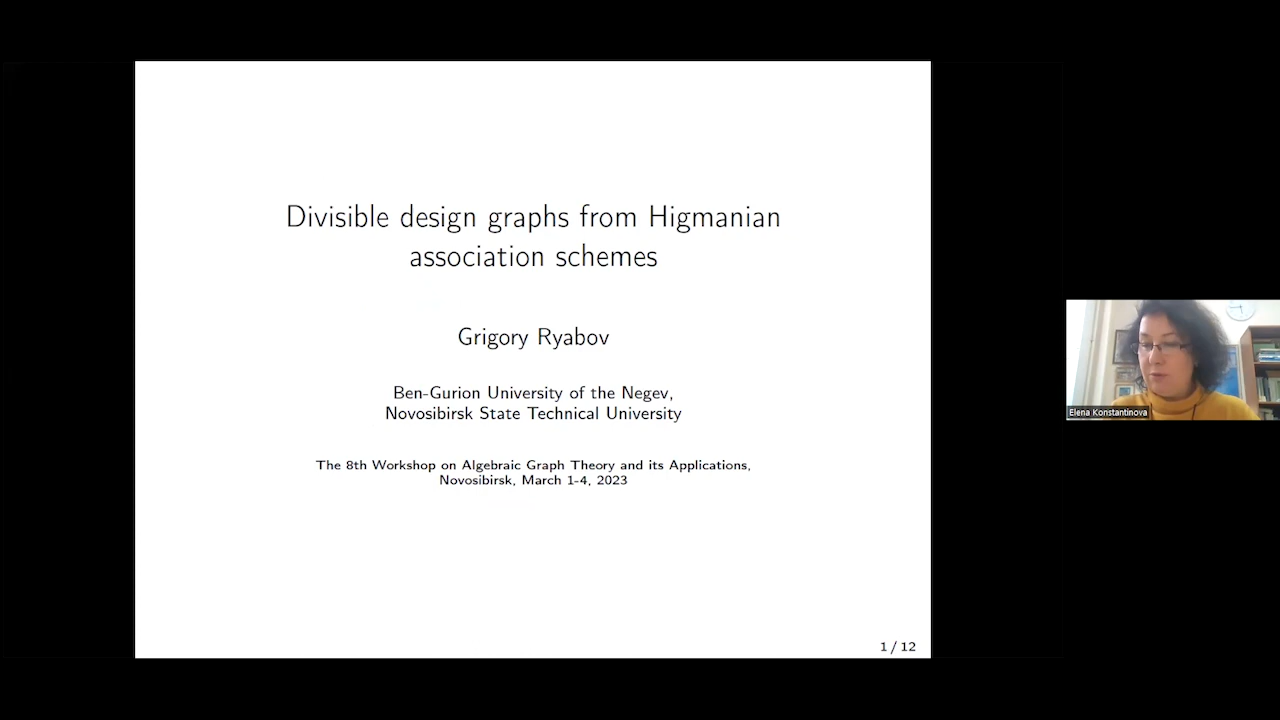 Divisible design graphs from Higmanian
association schemes
Grigory Ryabov
Ben-Gurion University of the Negev,
Novosibirsk State Technical University
The 8th Workshop on Algebraic Graph Theory and its Applications,
Novosibirsk, March 1-4, 2023
1 / 12
Elena Konstantinova